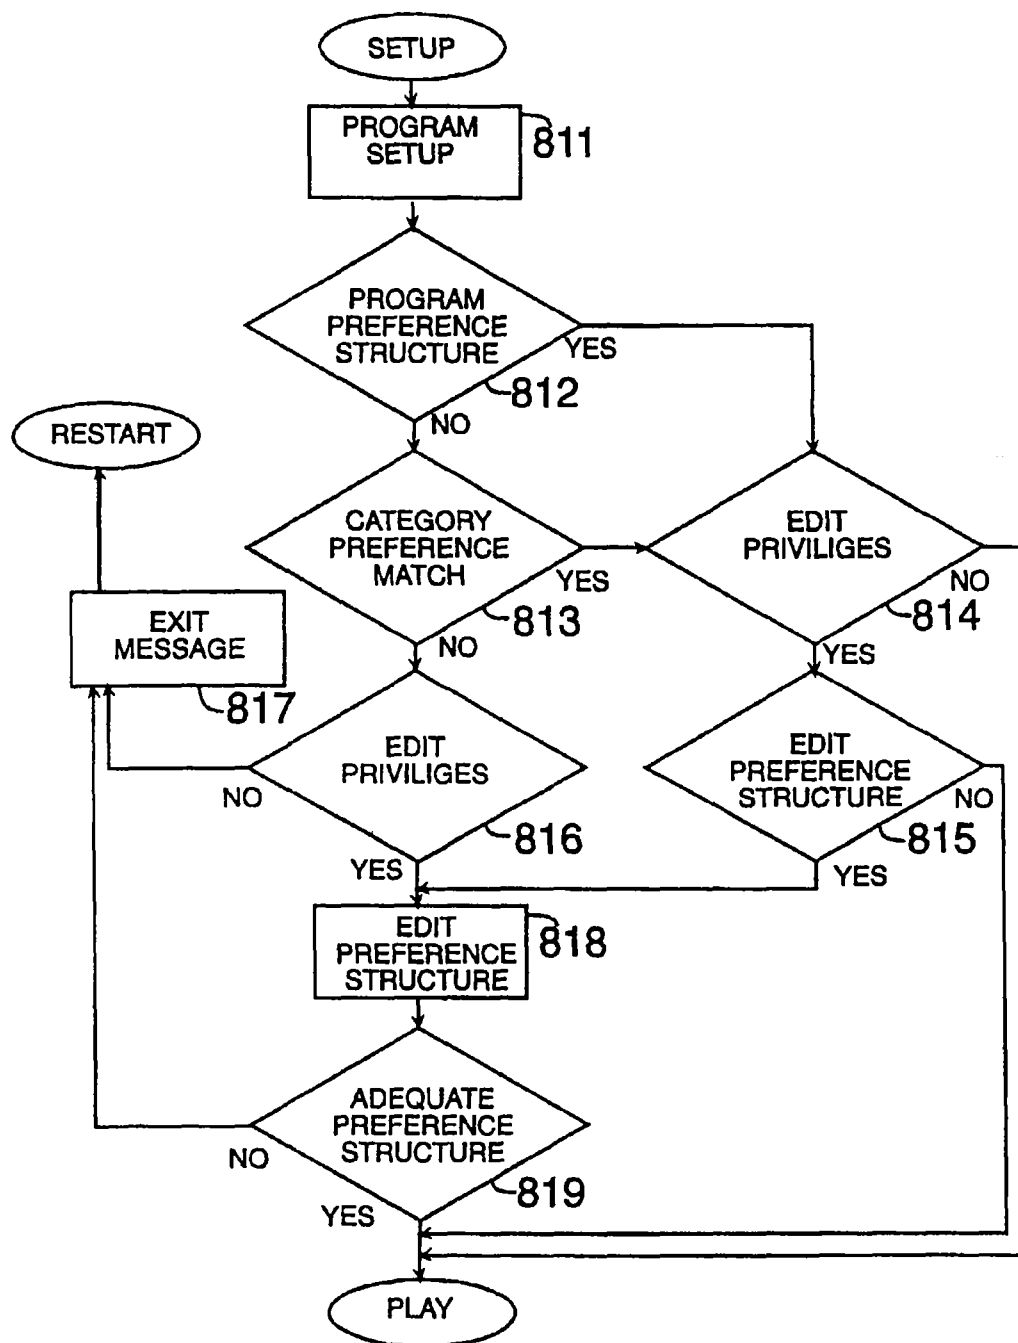 SETUP
PROGRAM
SETUP
811
PROGRAM
PREFERENCE
STRUCTURE
YES
812
NO
RESTART
CATEGORY
PREFERENCE
MATCH
YES
813
NO
EDIT
PRIVILIGES
NO
814
YES
EXIT
MESSAGE
817
EDIT
PRIVILIGES
NO
816
YES
EDIT
PREFERENCE
STRUCTURE
NO
815
YES
EDIT
PREFERENCE
STRUCTURE
818
ADEQUATE
PREFERENCE
STRUCTURE
NO
819
YES
PLAY